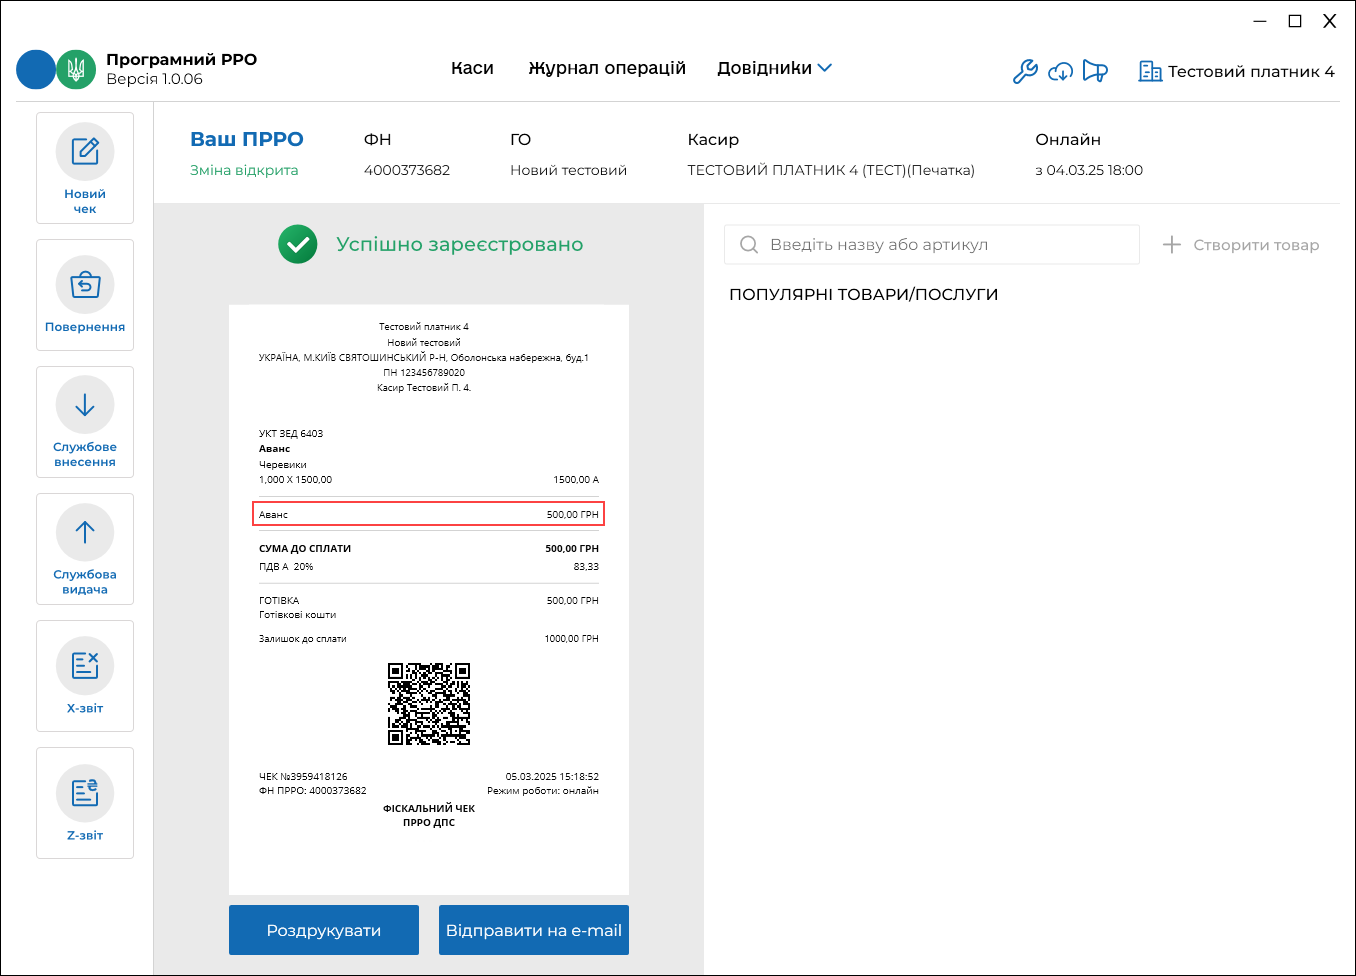 Програмний РРО
Версія 1.0.06
Каси
Журнал операцій
Довідники
Тестовий платник 4
Новий чек
Повернення
Службове внесення
Службова видача
X-звіт
Z-звіт
Ваш ПРРО
Зміна відкрита
ФН
4000373682
ГО
Новий тестовий
Касир
ТЕСТОВИЙ ПЛАТНИК 4 (ТЕСТ)(Печатка)
Онлайн
з 04.03.25 18:00
Успішно зареєстровано
Тестовий платник 4
Новий тестовий
УКРАЇНА, М.КИЇВ СВЯТОШИНСЬКИЙ Р-Н, Оболонська набережна, буд.1
ПН 123456789020
Касир Тестовий П. 4.
УКТ ЗЕД 6403
Аванс
Черевики
1,000 X 1500,00 1500,00 А
Аванс 500,00 ГРН
СУМА ДО СПЛАТИ 500,00 ГРН
ПДВ А 20% 83,33
ГОТІВКА 500,00 ГРН
Готівкові кошти
Залишок до сплати 1000,00 ГРН
ЧЕК №3959418126 05.03.2025 15:18:52
ФН ПРРО: 4000373682 Режим роботи: онлайн
ФІСКАЛЬНИЙ ЧЕК
ПРРО ДПС
Роздрукувати
Відправити на e-mail
Введіть назву або артикул
Створити товар
ПОПУЛЯРНІ ТОВАРИ/ПОСЛУГИ